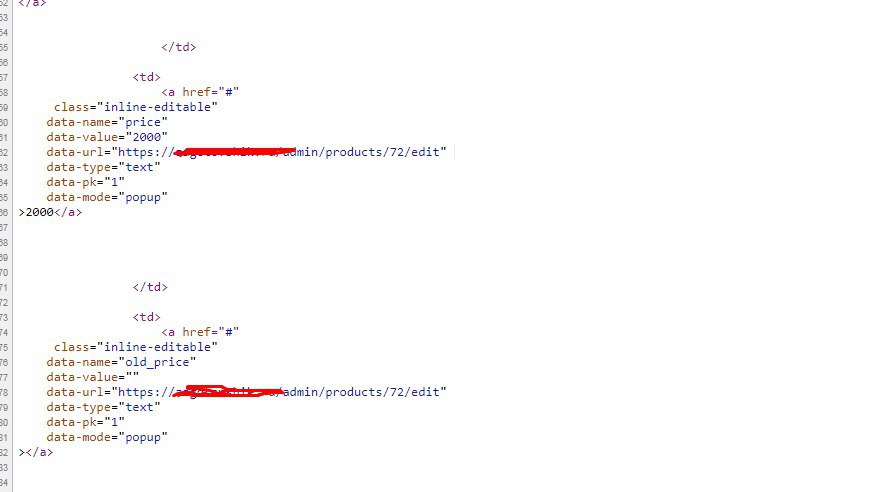 52 </a>
53
54
55 </td>
56
57 <td>
58 <a href="#"
59 class="inline-editable"
60 data-name="price"
61 data-value="2000"
62 data-url="https:// admin/products/72/edit"
63 data-type="text"
64 data-pk="1"
65 data-mode="popup"
66 >2000</a>
67
68
69
70
71 </td>
72
73 <td>
74 <a href="#"
75 class="inline-editable"
76 data-name="old_price"
77 data-value=""
78 data-url="https:// /admin/products/72/edit"
79 data-type="text"
80 data-pk="1"
81 data-mode="popup"
82 ></a>
83
84